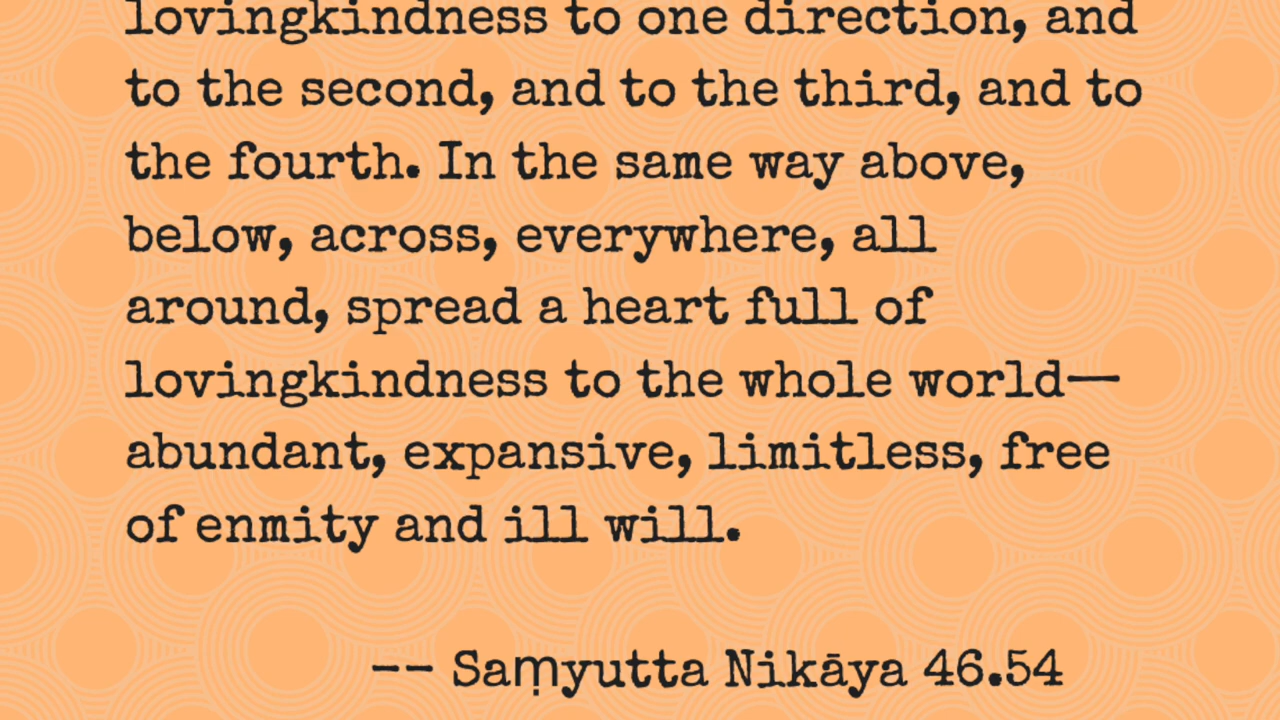 lovingkindness to one direction, and
to the second, and to the third, and to
the fourth. In the same way above,
below, across, everywhere, all
around, spread a heart full of
lovingkindness to the whole world—
abundant, expansive, limitless, free
of enmity and ill will.
-- Saṃyutta Nikāya 46.54